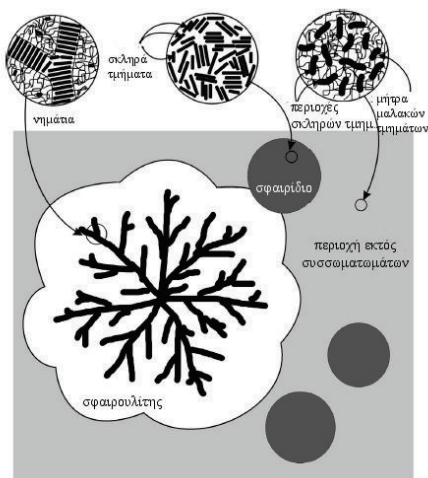 νημάτια
σκληρά
τμήματα
περιοχές
σκληρών τμημ.
μήτρα
μαλακών
τμημάτων
σφαιρίδιο
περιοχή εκτός
συσσωματωμάτων
σφαιρουλίτης